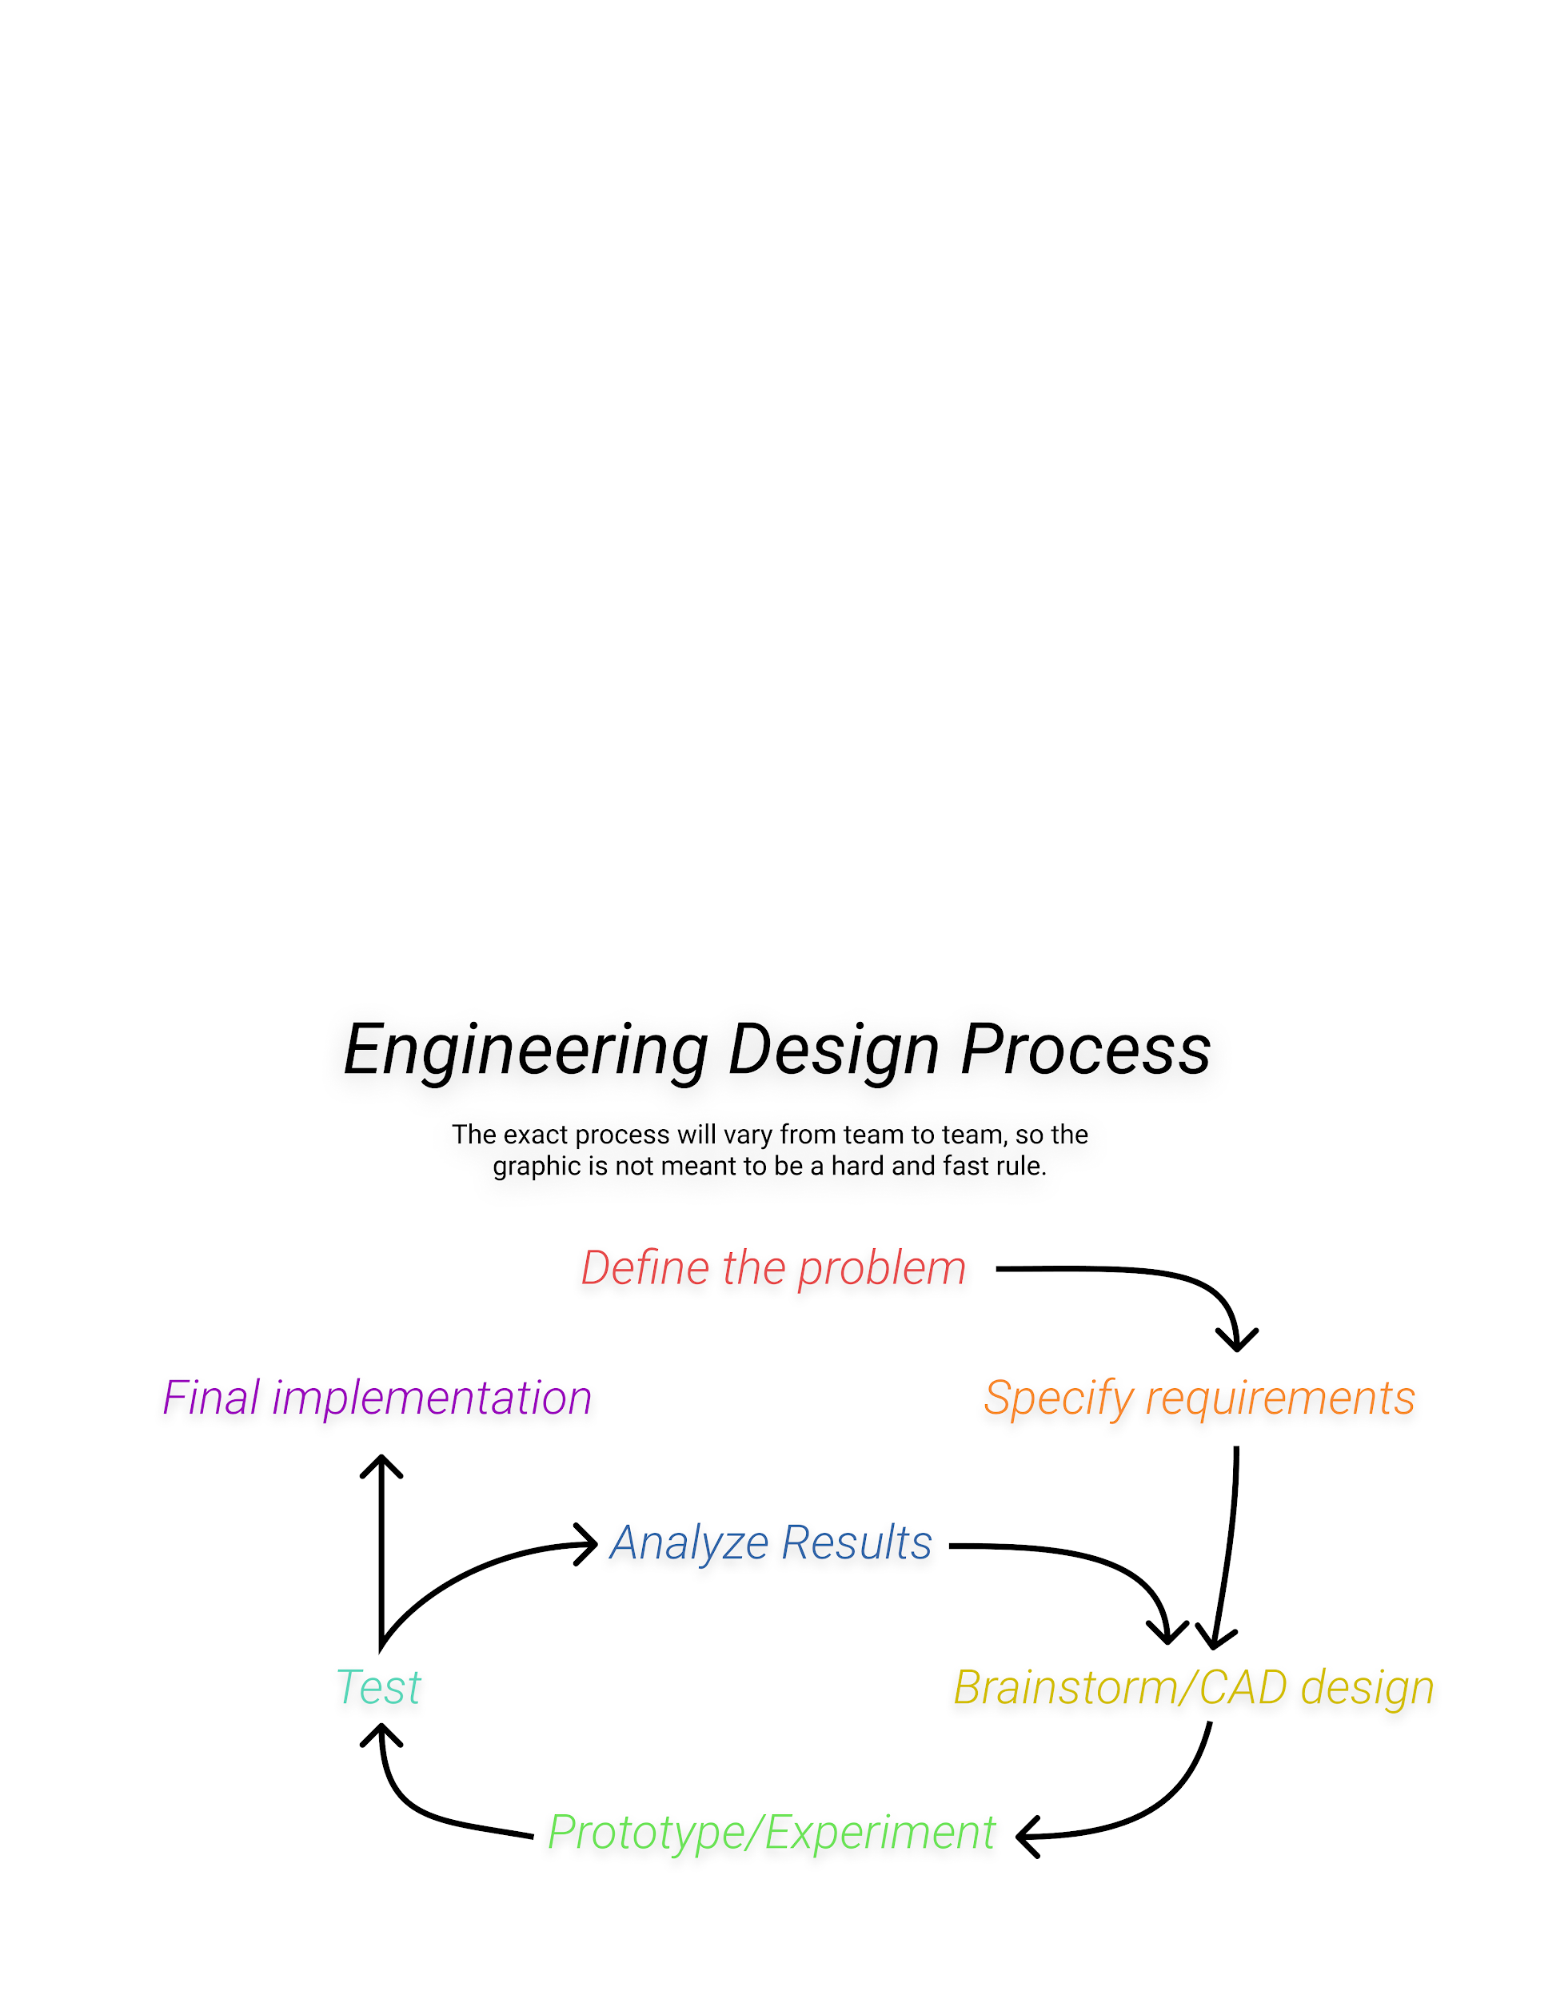 Engineering Design Process
The exact process will vary from team to team, so the
graphic is not meant to be a hard and fast rule.
Define the problem
Final implementation
Specify requirements
Analyze Results
Test
Brainstorm/CAD design
Prototype/Experiment